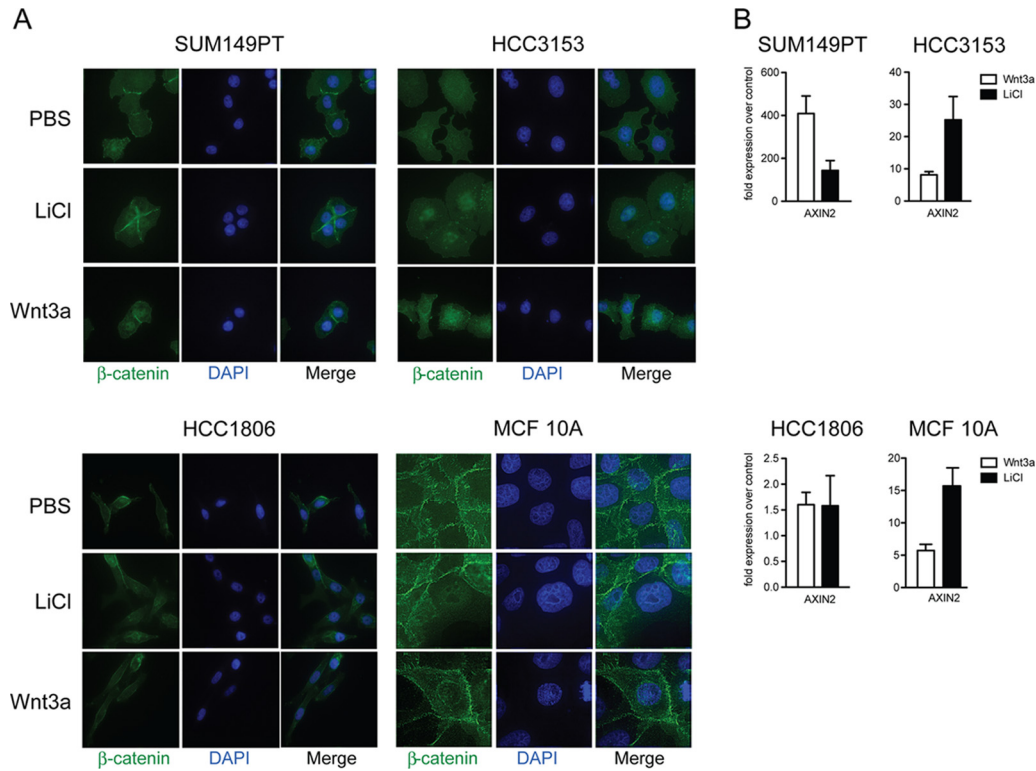 A
B
SUM149PT
HCC3153
PBS
LiCl
Wnt3a
β-catenin
DAPI
Merge
β-catenin
DAPI
Merge
HCC1806
MCF 10A
PBS
LiCl
Wnt3a
β-catenin
DAPI
Merge
β-catenin
DAPI
Merge
SUM149PT
HCC3153
fold expression over control
600
400
200
AXIN2
40
30
20
10
0
AXIN2
Wnt3a
LiCl
HCC1806
MCF 10A
fold expression over control
2.5
2.0
1.5
1.0
0.5
0.0
AXIN2
20
15
10
5
0
AXIN2
Wnt3a
LiCl